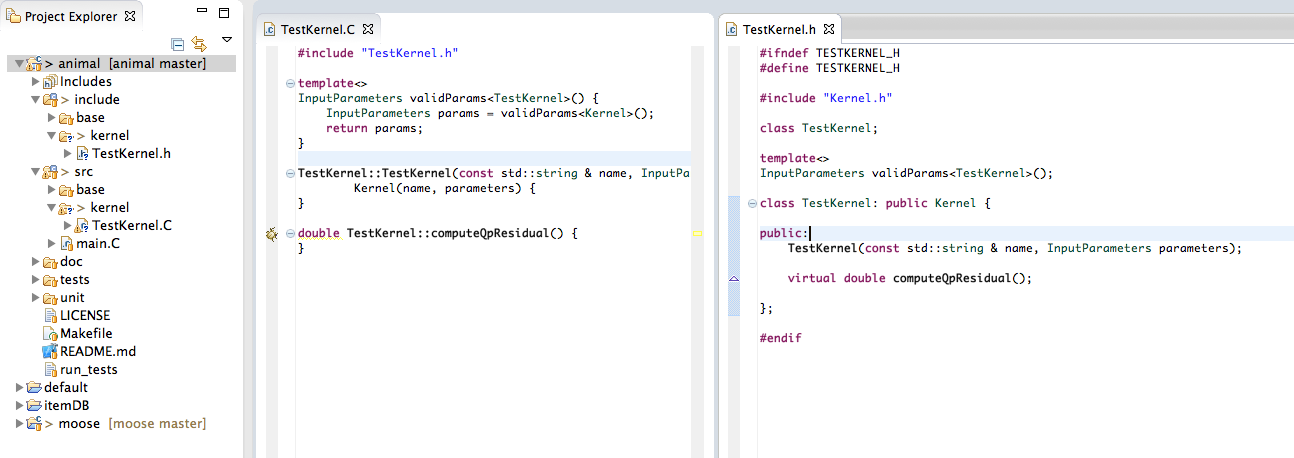 Project Explorer
> animal [animal master]
Includes
> include
base
> kernel
TestKernel.h
> src
base
> kernel
TestKernel.C
main.C
doc
tests
unit
LICENSE
Makefile
README.md
run_tests
default
itemDB
> moose [moose master]
TestKernel.C
#include "TestKernel.h"
template<>
InputParameters validParams<TestKernel>() {
InputParameters params = validParams<Kernel>();
return params;
}
TestKernel::TestKernel(const std::string & name, InputPa
Kernel(name, parameters) {
}
double TestKernel::computeQpResidual() {
}
TestKernel.h
#ifndef TESTKERNEL_H
#define TESTKERNEL_H
#include "Kernel.h"
class TestKernel;
template<>
InputParameters validParams<TestKernel>();
class TestKernel: public Kernel {
public:
TestKernel(const std::string & name, InputParameters parameters);
virtual double computeQpResidual();
};
#endif